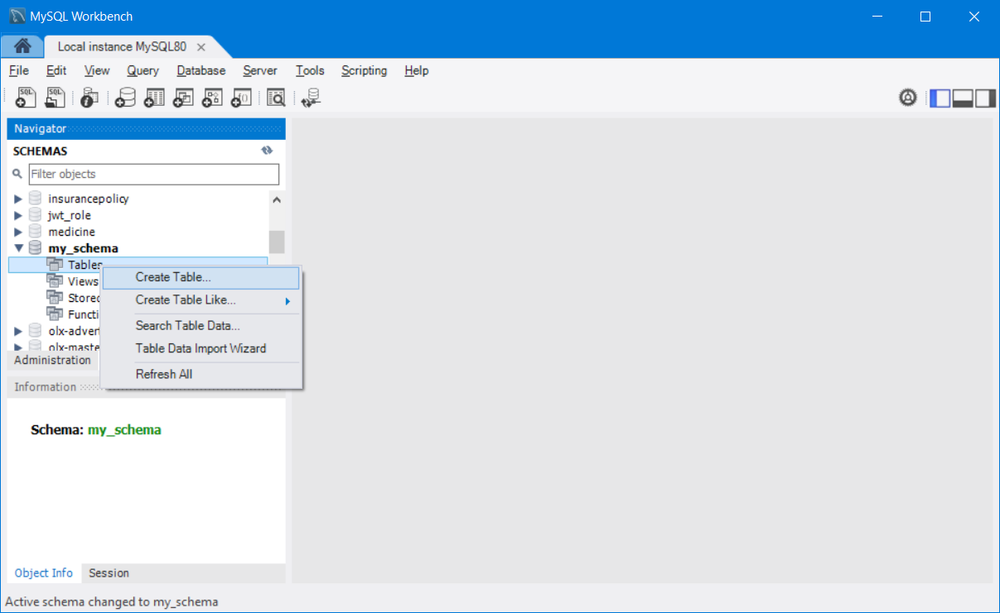 MySQL Workbench
Local instance MySQL80
File Edit View Query Database Server Tools Scripting Help
SQL SQL
Navigator
SCHEMAS
Filter objects
insurancepolicy
jwt_role
medicine
my_schema
Tables
Create Table...
Views
Create Table Like...
Stored
Functi
Search Table Data...
olx-advert
olx-maste
Table Data Import Wizard
Administration
Refresh All
Information
Schema: my_schema
Object Info Session
Active schema changed to my_schema